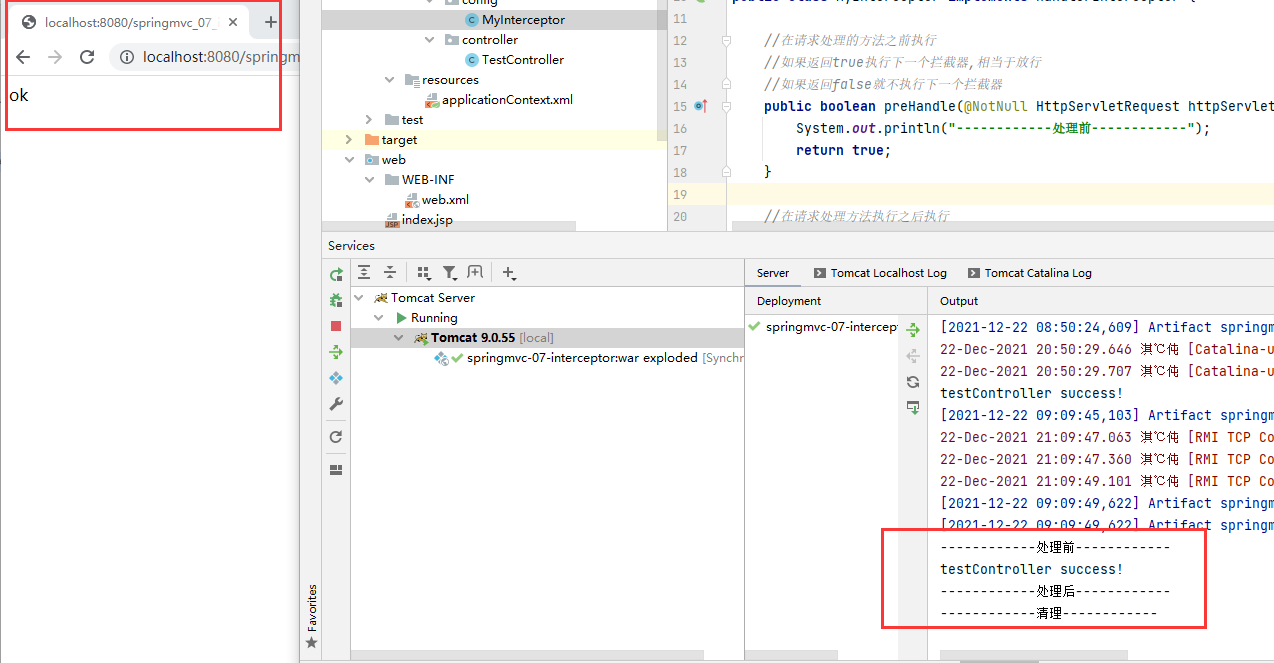 localhost:8080/springmvc_07_
localhost:8080/springm
ok
config
MyInterceptor
controller
TestController
resources
applicationContext.xml
test
target
web
WEB-INF
web.xml
index.jsp
11
12 //在请求处理的方法之前执行
13 //如果返回true执行下一个拦截器,相当于放行
14 //如果返回false就不执行下一个拦截器
15 public boolean preHandle(@NotNull HttpServletRequest httpServlet
16 System.out.println("------------处理前------------");
17 return true;
18 }
19
20 //在请求处理方法执行之后执行
Services
Tomcat Server
Running
Tomcat 9.0.55 [local]
springmvc-07-interceptor:war exploded [Synchr
Server Tomcat Localhost Log Tomcat Catalina Log
Deployment Output
springmvc-07-intercept
[2021-12-22 08:50:24,609] Artifact springm
22-Dec-2021 20:50:29.646 淇℃伅 [Catalina-u
22-Dec-2021 20:50:29.707 淇℃伅 [Catalina-u
testController success!
[2021-12-22 09:09:45,103] Artifact springm
22-Dec-2021 21:09:47.063 淇℃伅 [RMI TCP Co
22-Dec-2021 21:09:47.360 淇℃伅 [RMI TCP Co
22-Dec-2021 21:09:49.101 淇℃伅 [RMI TCP Co
[2021-12-22 09:09:49,622] Artifact springm
[2021-12-22 09:09:49,622] Artifact springm
------------处理前------------
testController success!
------------处理后------------
------------清理------------
Favorites